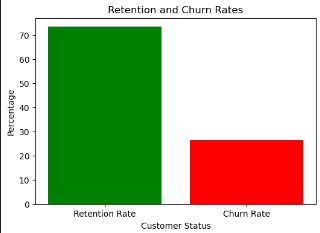 Retention and Churn Rates
Percentage
70
60
50
40
30
20
10
0
Retention Rate Churn Rate
Customer Status